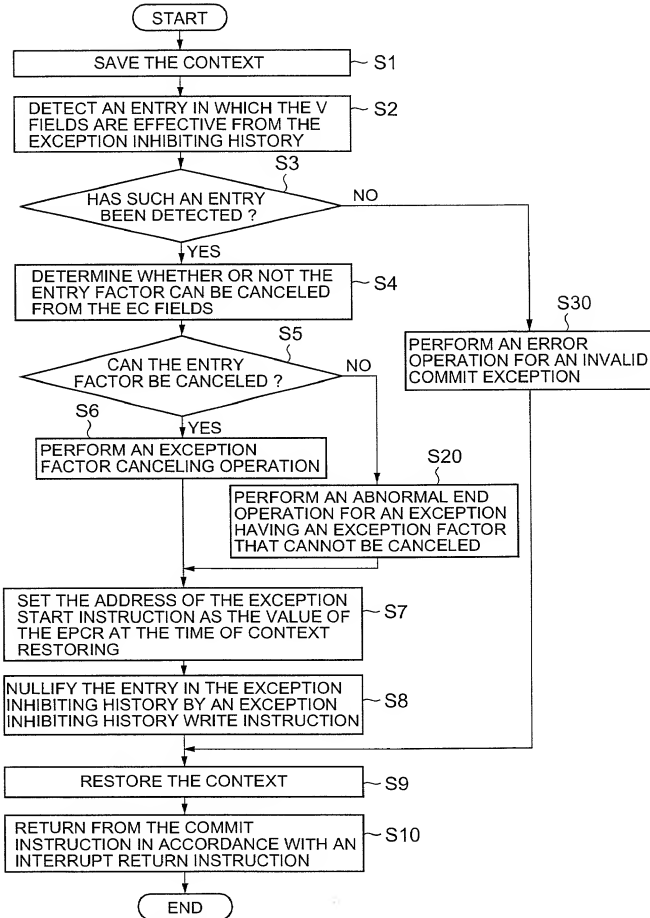 START
SAVE THE CONTEXT
S1
DETECT AN ENTRY IN WHICH THE V
FIELDS ARE EFFECTIVE FROM THE
EXCEPTION INHIBITING HISTORY
S2
S3
HAS SUCH AN ENTRY
BEEN DETECTED ?
NO
YES
DETERMINE WHETHER OR NOT THE
ENTRY FACTOR CAN BE CANCELED
FROM THE EC FIELDS
S4
S30
PERFORM AN ERROR
OPERATION FOR AN INVALID
COMMIT EXCEPTION
S5
CAN THE ENTRY
FACTOR BE CANCELED ?
NO
YES
S6
PERFORM AN EXCEPTION
FACTOR CANCELING OPERATION
S20
PERFORM AN ABNORMAL END
OPERATION FOR AN EXCEPTION
HAVING AN EXCEPTION FACTOR
THAT CANNOT BE CANCELED
SET THE ADDRESS OF THE EXCEPTION
START INSTRUCTION AS THE VALUE OF
THE EPCR AT THE TIME OF CONTEXT
RESTORING
S7
NULLIFY THE ENTRY IN THE EXCEPTION
INHIBITING HISTORY BY AN EXCEPTION
INHIBITING HISTORY WRITE INSTRUCTION
S8
RESTORE THE CONTEXT
S9
RETURN FROM THE COMMIT
INSTRUCTION IN ACCORDANCE WITH AN
INTERRUPT RETURN INSTRUCTION
S10
END